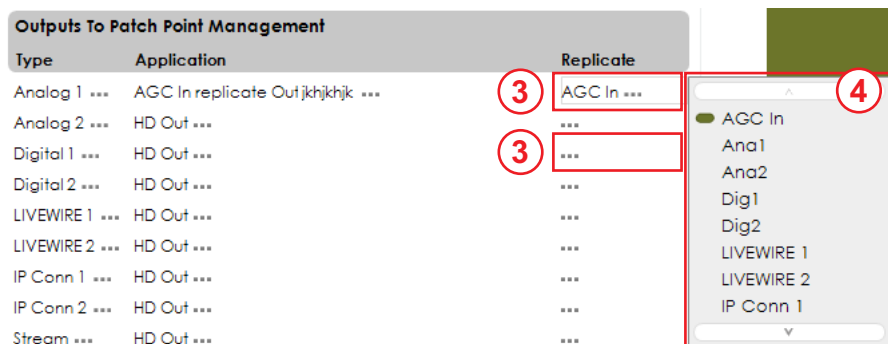 Outputs To Patch Point Management
Type Application Replicate
Analog 1 ... AGC In replicate Out jkhjkhjk ... 3 AGC In ... 4
Analog 2 ... HD Out ... ... AGC In
Digital 1 ... HD Out ... 3 ... Ana1
Digital 2 ... HD Out ... ... Ana2
LIVEWIRE 1 ... HD Out ... ... Dig1
LIVEWIRE 2 ... HD Out ... ... Dig2
IP Conn 1 ... HD Out ... ... LIVEWIRE 1
IP Conn 2 ... HD Out ... ... LIVEWIRE 2
Stream ... HD Out ... ... IP Conn 1